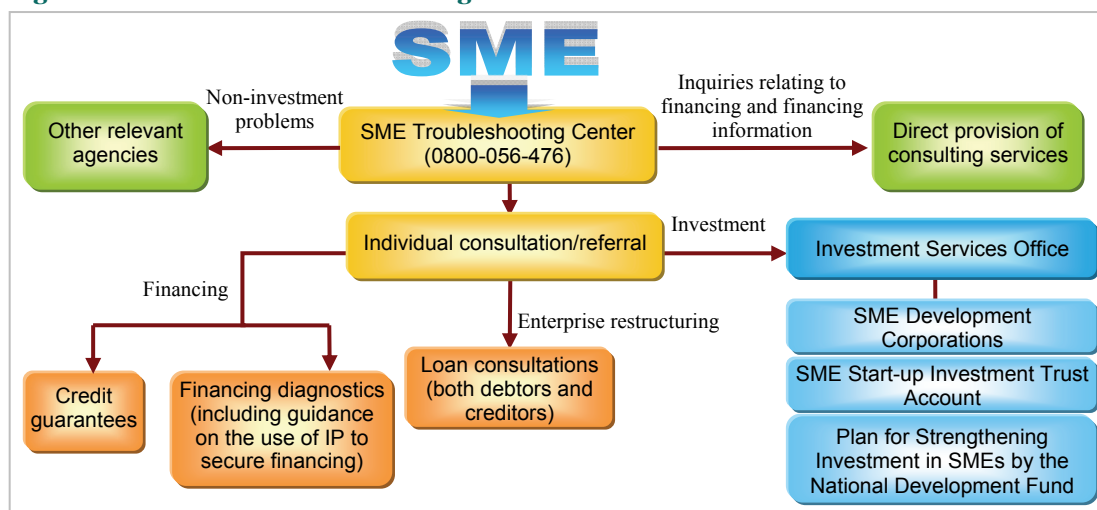 SME
Non-investment
problems
Inquiries relating to
financing and financing
information
Other relevant
agencies
SME Troubleshooting Center
(0800-056-476)
Direct provision of
consulting services
Individual consultation/referral
Investment
Investment Services Office
Financing
Enterprise restructuring
SME Development
Corporations
Credit
guarantees
Financing diagnostics
(including guidance
on the use of IP to
secure financing)
Loan consultations
(both debtors and
creditors)
SME Start-up Investment Trust
Account
Plan for Strengthening
Investment in SMEs by the
National Development Fund